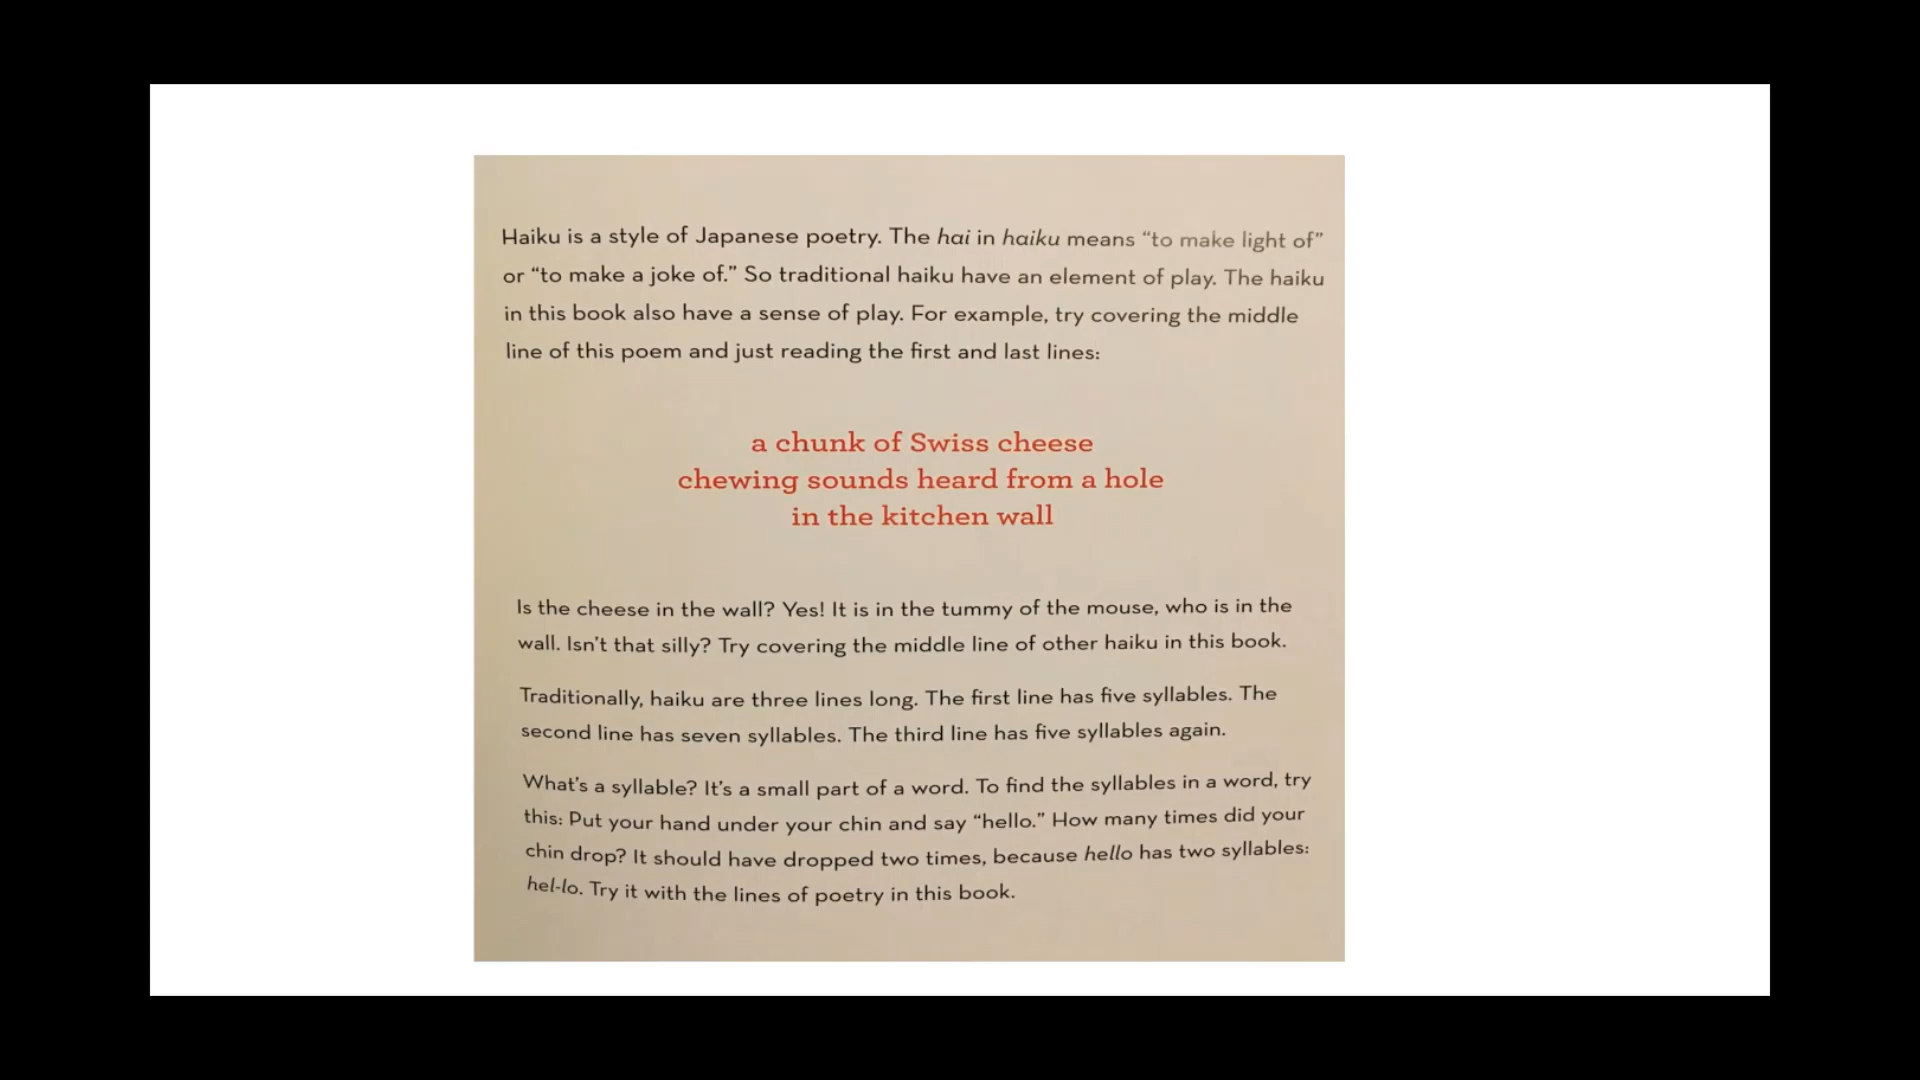 Haiku is a style of Japanese poetry. The hai in haiku means “to make light of”
or “to make a joke of.” So traditional haiku have an element of play. The haiku
in this book also have a sense of play. For example, try covering the middle
line of this poem and just reading the first and last lines:
a chunk of Swiss cheese
chewing sounds heard from a hole
in the kitchen wall
Is the cheese in the wall? Yes! It is in the tummy of the mouse, who is in the
wall. Isn’t that silly? Try covering the middle line of other haiku in this book.
Traditionally, haiku are three lines long. The first line has five syllables. The
second line has seven syllables. The third line has five syllables again.
What’s a syllable? It’s a small part of a word. To find the syllables in a word, try
this: Put your hand under your chin and say “hello.” How many times did your
chin drop? It should have dropped two times, because hello has two syllables:
hel-lo. Try it with the lines of poetry in this book.